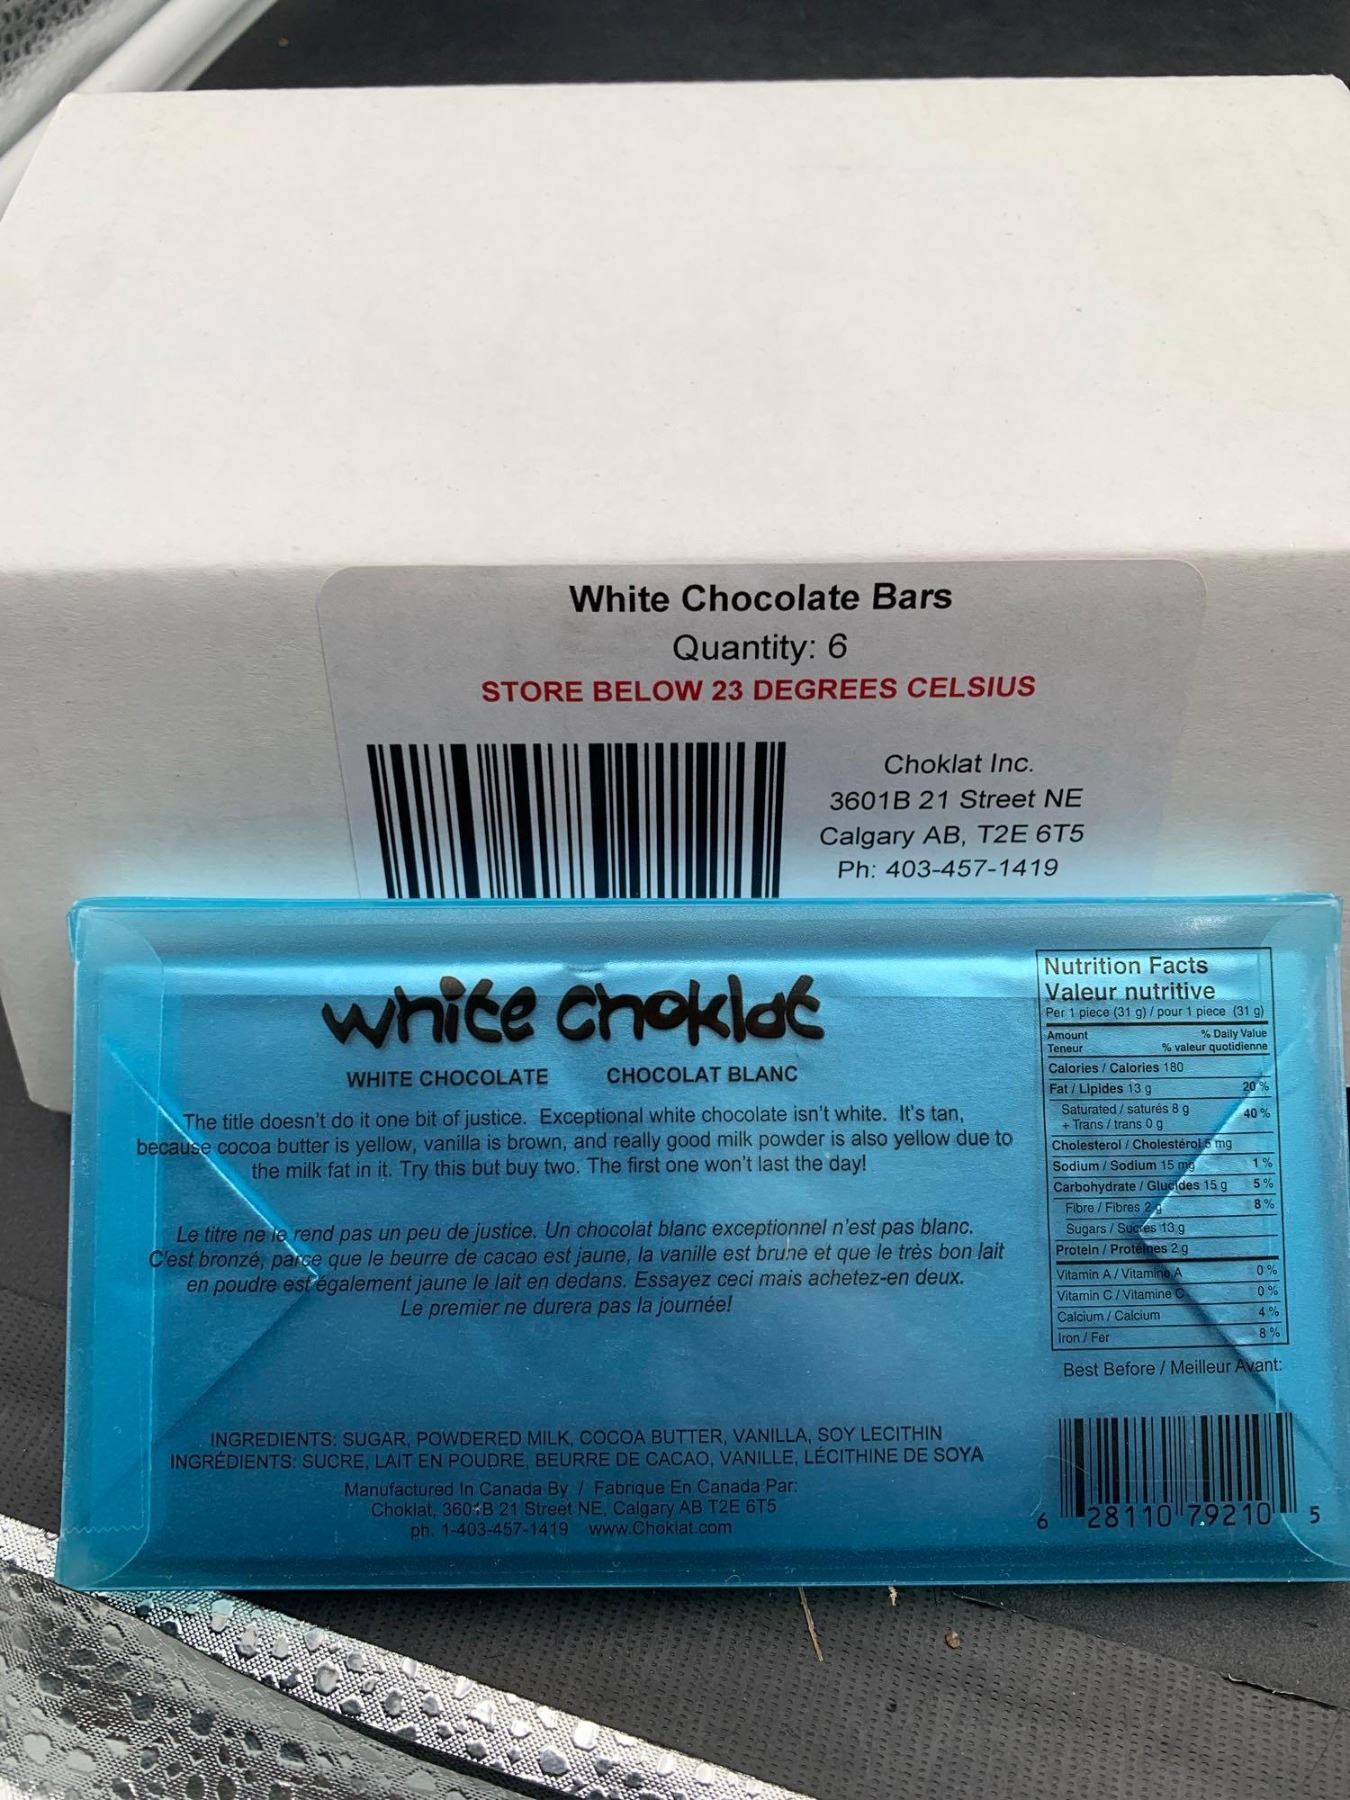 White Chocolate Bars
Quantity: 6
STORE BELOW 23 DEGREES CELSIUS
Choklat Inc.
3601B 21 Street NE
Calgary AB, T2E 6T5
Ph: 403-457-1419
white choklat
WHITE CHOCOLATE CHOCOLAT BLANC
The title doesn't do it one bit of justice. Exceptional white chocolate isn't white. It's tan,
because cocoa butter is yellow, vanilla is brown, and really good milk powder is also yellow due to
the milk fat in it. Try this but buy two. The first one won't last the day!
Le titre ne le rend pas un peu de justice. Un chocolat blanc exceptionnel n'est pas blanc.
C'est bronzé, parce que le beurre de cacao est jaune, la vanille est brune et que le très bon lait
en poudre est également jaune le lait en dedans. Essayez ceci mais achetez-en deux.
Le premier ne durera pas la journée!
INGREDIENTS: SUGAR, POWDERED MILK, COCOA BUTTER, VANILLA, SOY LECITHIN
INGRÉDIENTS: SUCRE, LAIT EN POUDRE, BEURRE DE CACAO, VANILLE, LÉCITHINE DE SOYA
Manufactured In Canada By / Fabrique En Canada Par:
Choklat, 3601B 21 Street NE, Calgary AB T2E 6T5
ph. 1-403-457-1419 www.Choklat.com
Nutrition Facts
Valeur nutritive
Per 1 piece (31 g) / pour 1 piece (31 g)
Amount % Daily Value
Teneur % valeur quotidienne
Calories / Calories 180
Fat / Lipides 13 g 20 %
Saturated / saturés 8 g 40 %
+ Trans / trans 0 g
Cholesterol / Cholestérol 5 mg
Sodium / Sodium 15 mg 1 %
Carbohydrate / Glucides 15 g 5 %
Fibre / Fibres 2 g 8 %
Sugars / Sucres 13 g
Protein / Protéines 2 g
Vitamin A / Vitamine A 0 %
Vitamin C / Vitamine C 0 %
Calcium / Calcium 4 %
Iron / Fer 8 %
Best Before / Meilleur Avant:
6 28110 79210 5